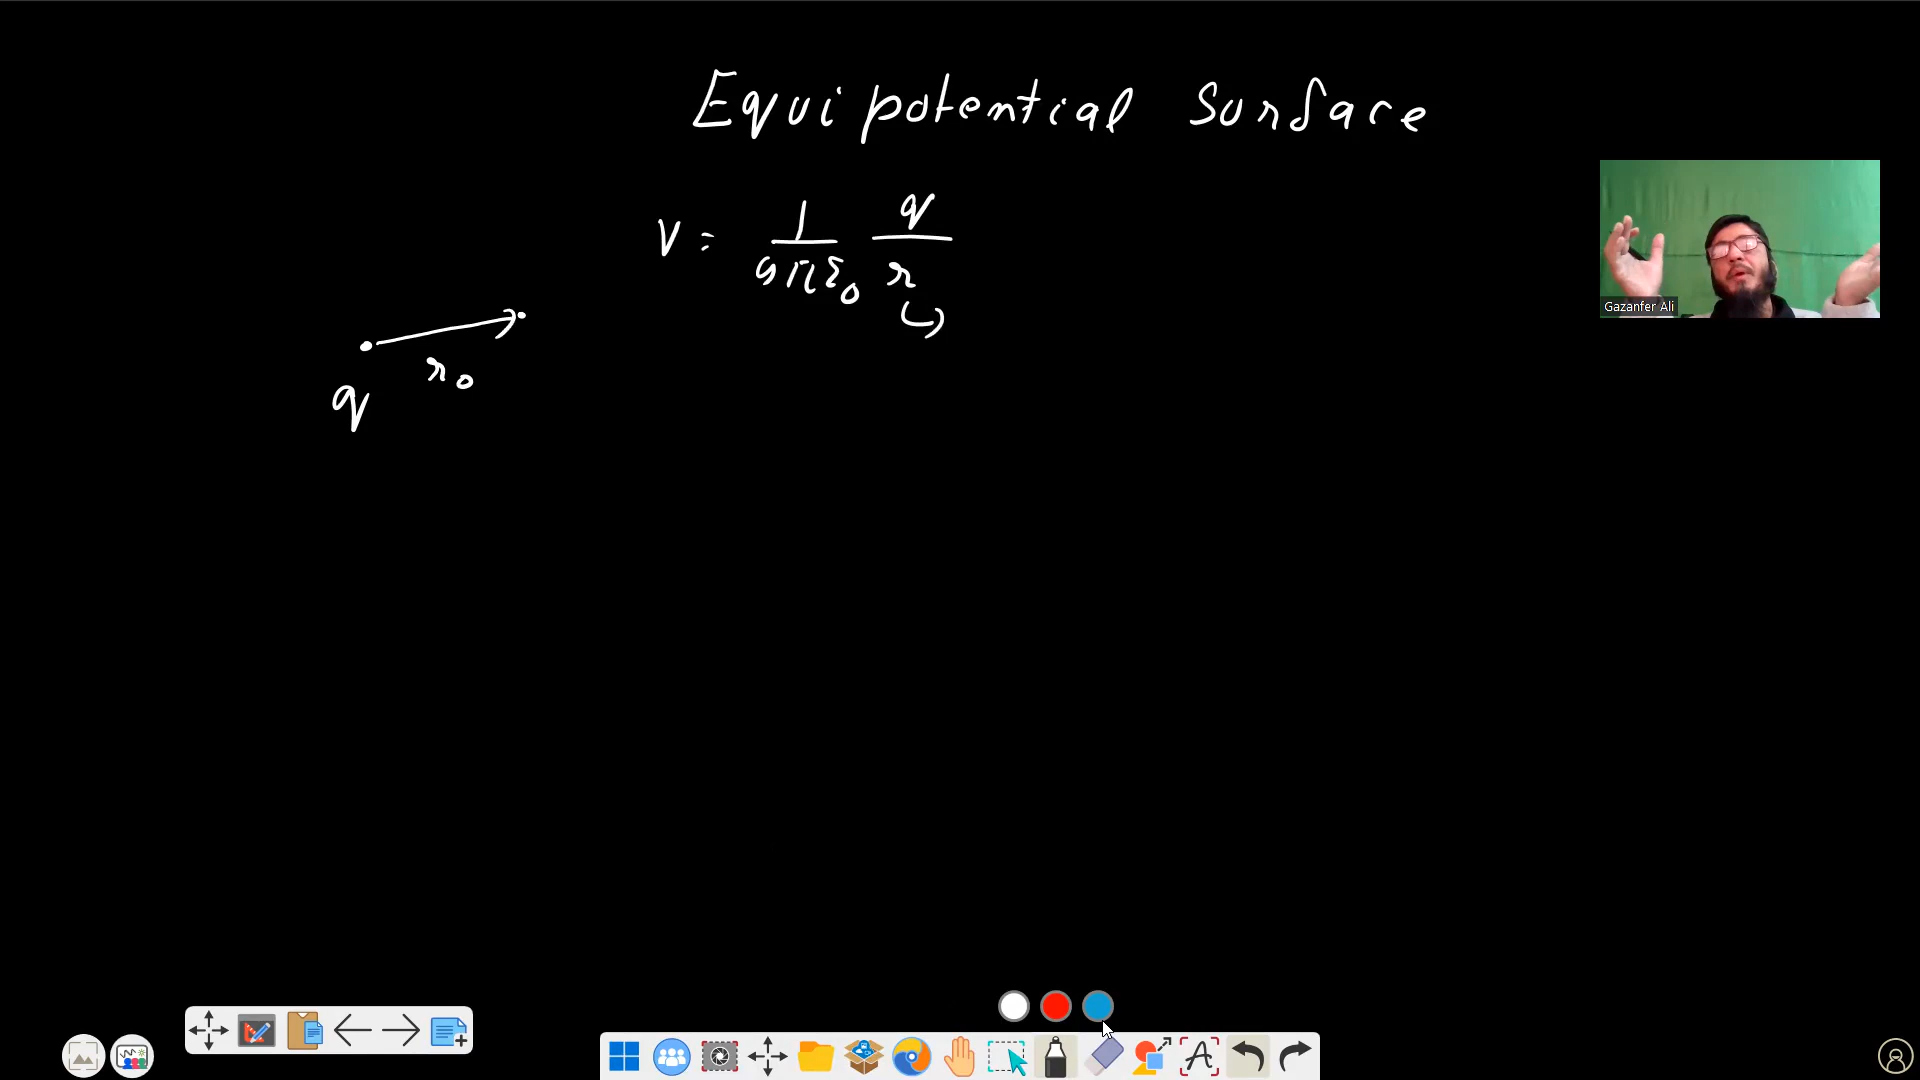 Equipotential Surface
V = 1/4πε₀ q/r
r₀
q
Gazanfer Ali